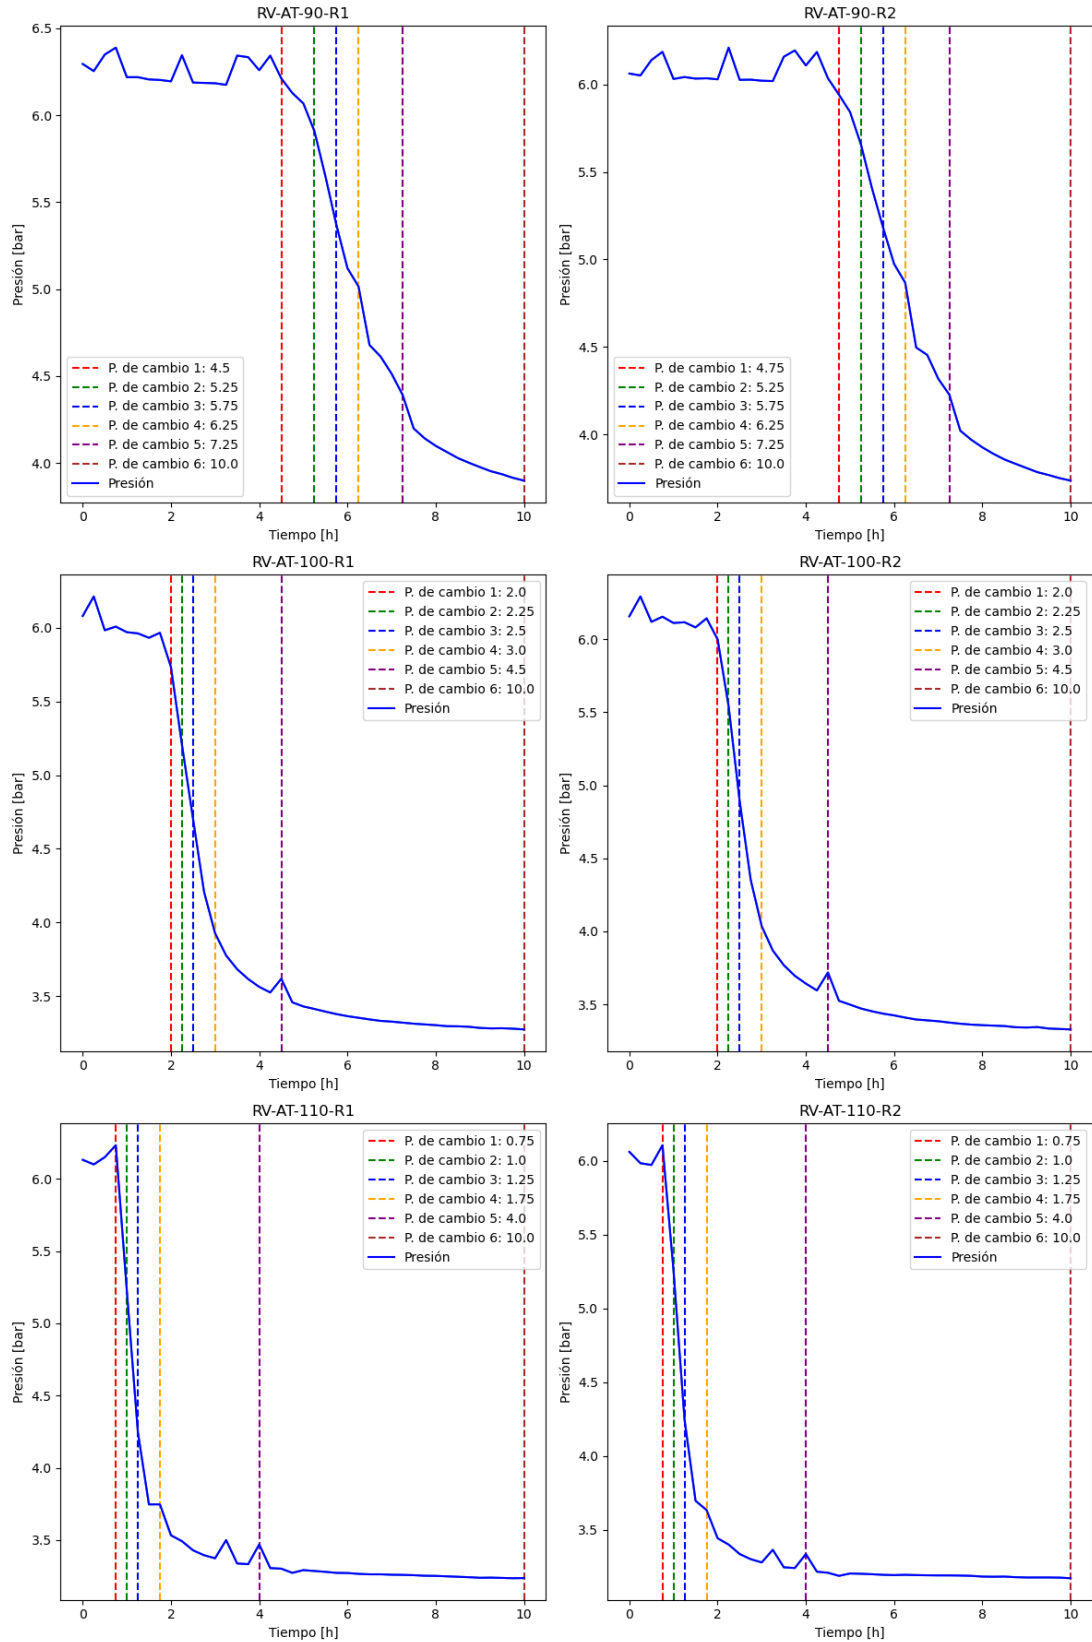 RV-AT-90-R1
Presión [bar]
6.5
6.0
5.5
5.0
4.5
4.0
P. de cambio 1: 4.5
P. de cambio 2: 5.25
P. de cambio 3: 5.75
P. de cambio 4: 6.25
P. de cambio 5: 7.25
P. de cambio 6: 10.0
Presión
0 2 4 6 8 10
Tiempo [h]
RV-AT-90-R2
Presión [bar]
6.0
5.5
5.0
4.5
4.0
P. de cambio 1: 4.75
P. de cambio 2: 5.25
P. de cambio 3: 5.75
P. de cambio 4: 6.25
P. de cambio 5: 7.25
P. de cambio 6: 10.0
Presión
0 2 4 6 8 10
Tiempo [h]
RV-AT-100-R1
Presión [bar]
6.0
5.5
5.0
4.5
4.0
3.5
P. de cambio 1: 2.0
P. de cambio 2: 2.25
P. de cambio 3: 2.5
P. de cambio 4: 3.0
P. de cambio 5: 4.5
P. de cambio 6: 10.0
Presión
0 2 4 6 8 10
Tiempo [h]
RV-AT-100-R2
Presión [bar]
6.0
5.5
5.0
4.5
4.0
3.5
P. de cambio 1: 2.0
P. de cambio 2: 2.25
P. de cambio 3: 2.5
P. de cambio 4: 3.0
P. de cambio 5: 4.5
P. de cambio 6: 10.0
Presión
0 2 4 6 8 10
Tiempo [h]
RV-AT-110-R1
Presión [bar]
6.0
5.5
5.0
4.5
4.0
3.5
P. de cambio 1: 0.75
P. de cambio 2: 1.0
P. de cambio 3: 1.25
P. de cambio 4: 1.75
P. de cambio 5: 4.0
P. de cambio 6: 10.0
Presión
0 2 4 6 8 10
Tiempo [h]
RV-AT-110-R2
Presión [bar]
6.0
5.5
5.0
4.5
4.0
3.5
P. de cambio 1: 0.75
P. de cambio 2: 1.0
P. de cambio 3: 1.25
P. de cambio 4: 1.75
P. de cambio 5: 4.0
P. de cambio 6: 10.0
Presión
0 2 4 6 8 10
Tiempo [h]